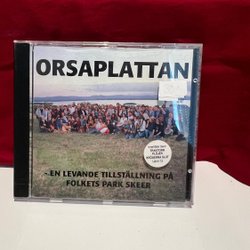 ORSAPLATTAN
- EN LEVANDE TILLSTÄLLNING PÅ
FOLKETS PARK SKEER